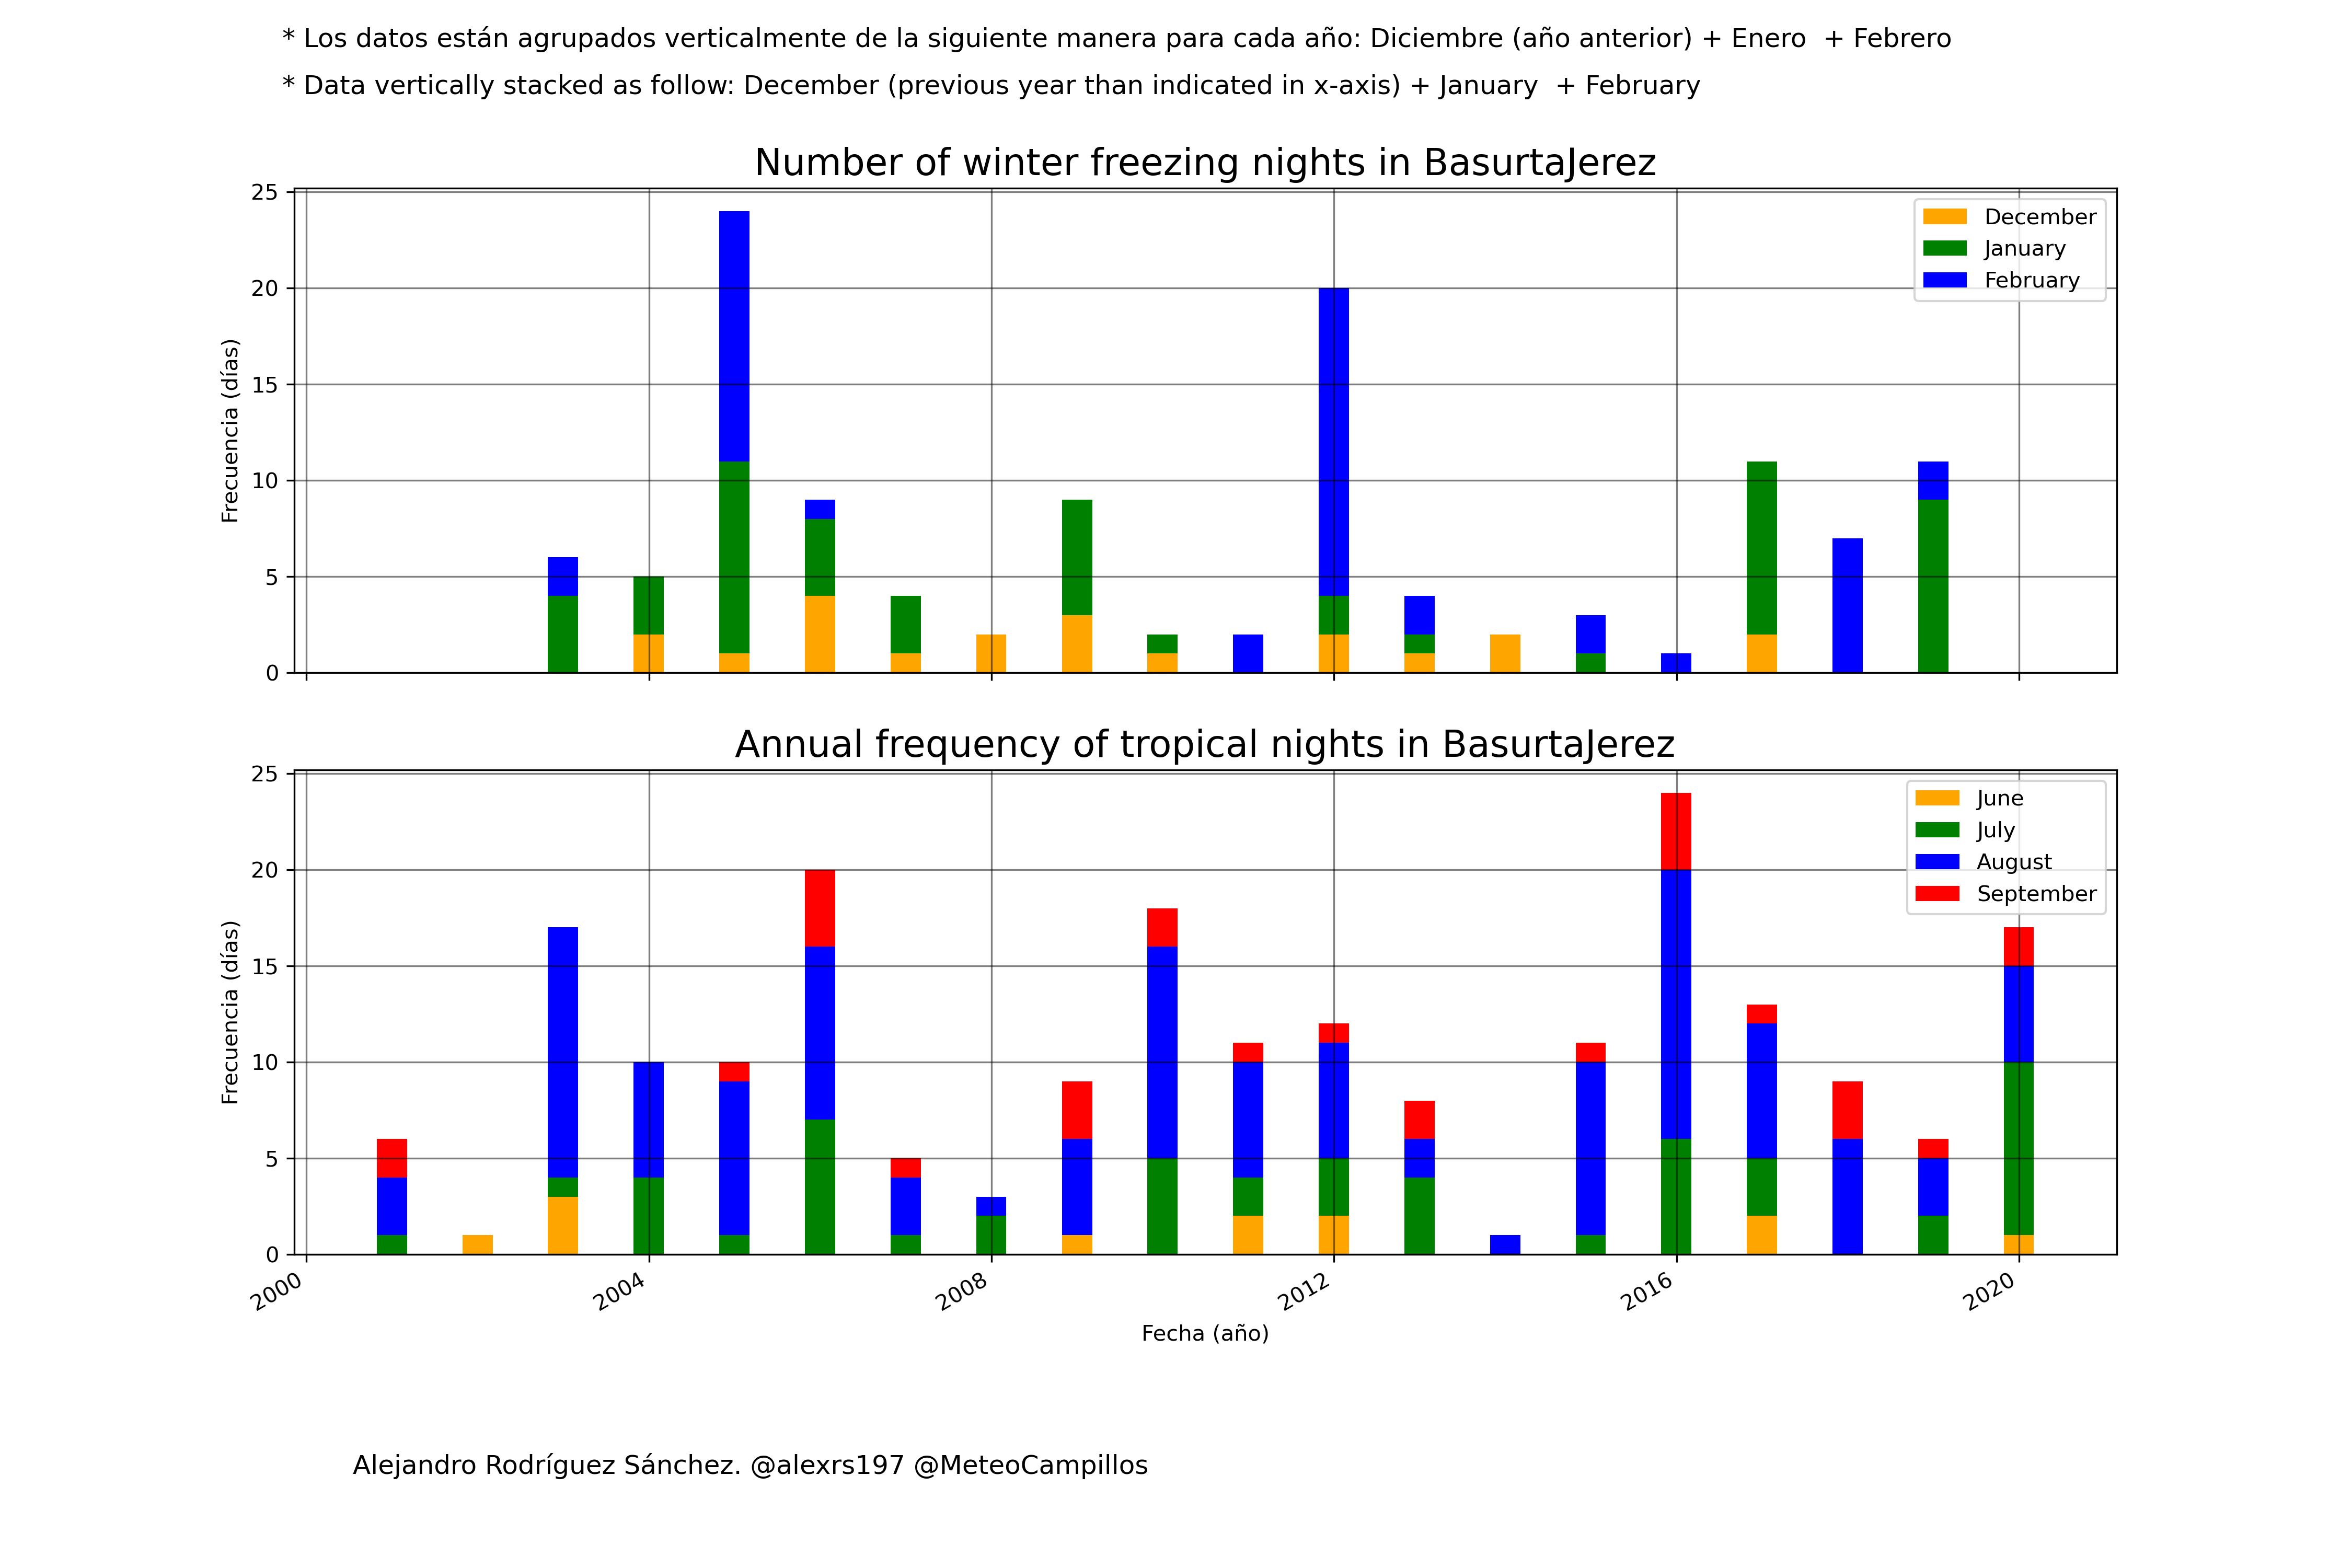 * Los datos están agrupados verticalmente de la siguiente manera para cada año: Diciembre (año anterior) + Enero  + Febrero
* Data vertically stacked as follow: December (previous year than indicated in x-axis) + January  + February
Number of winter freezing nights in BasurtaJerez
25
20
15
10
5
0
Frecuencia (días)
December
January
February
Annual frequency of tropical nights in BasurtaJerez
25
20
15
10
5
0
Frecuencia (días)
June
July
August
September
2000
2004
2008
2012
2016
2020
Fecha (año)
Alejandro Rodríguez Sánchez. @alexrs197 @MeteoCampillos